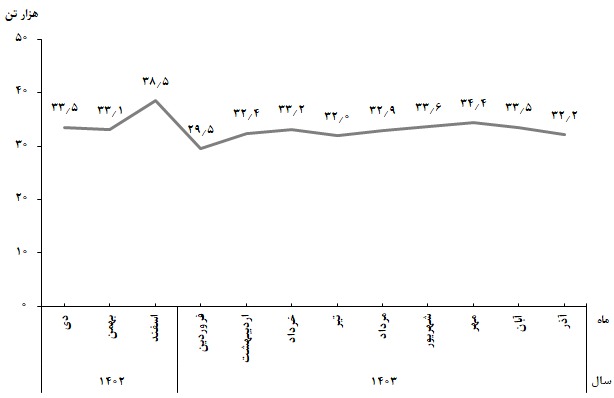 هزار تن
۵۰
۴۰
۳۰
۲۰
۱۰
۰
۳۳٫۵
۳۳٫۱
۳۸٫۵
۲۹٫۵
۳۲٫۴
۳۳٫۲
۳۲٫۰
۳۲٫۹
۳۳٫۶
۳۴٫۴
۳۳٫۵
۳۲٫۲
دی
بهمن
اسفند
فروردین
اردیبهشت
خرداد
تیر
مرداد
شهریور
مهر
آبان
آذر
ماه
۱۴۰۲
۱۴۰۳
سال